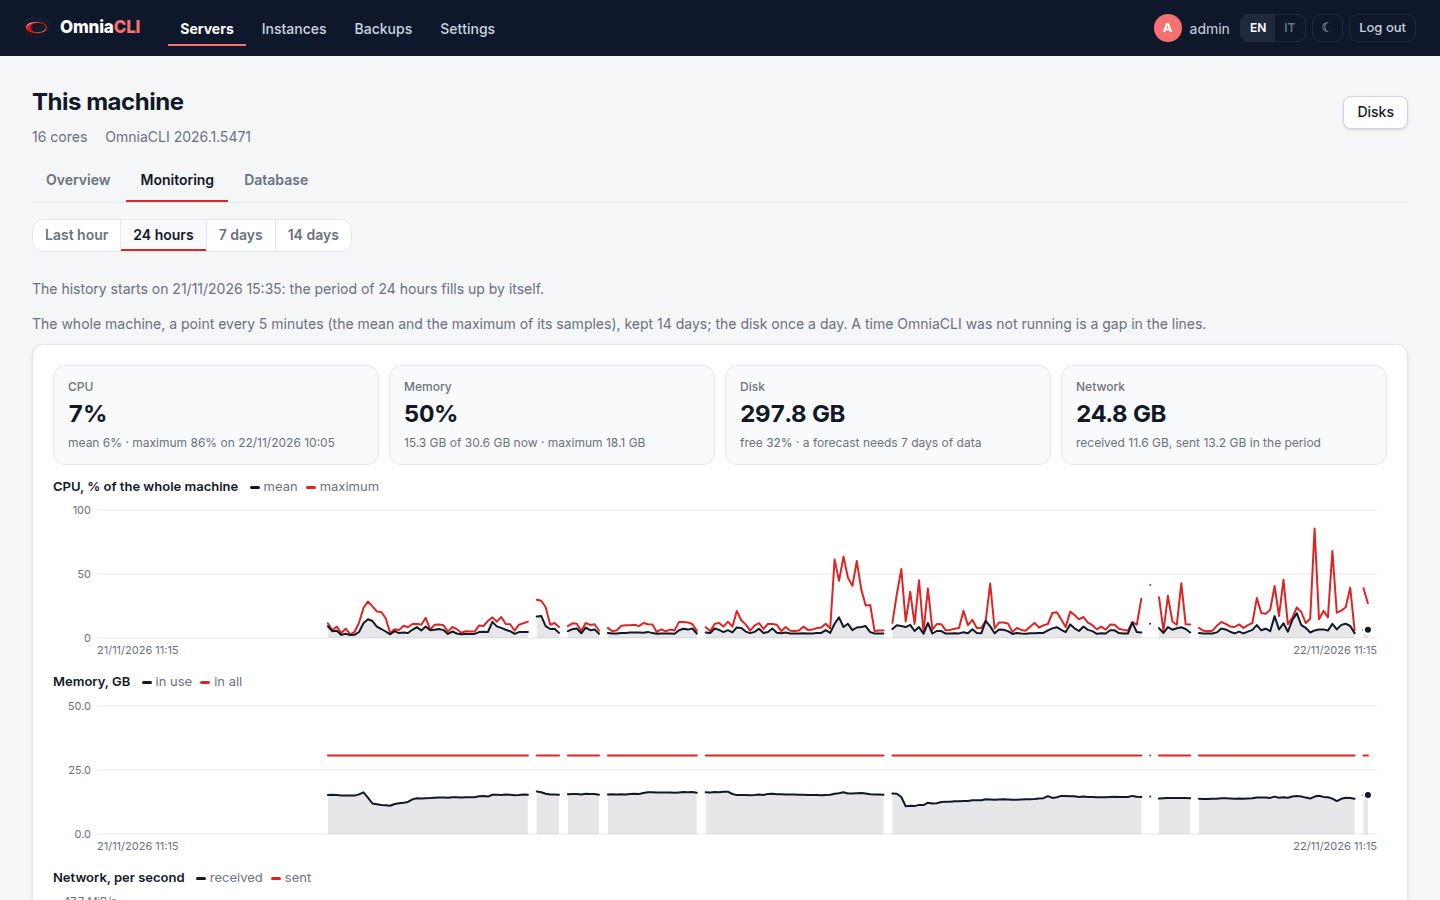 OmniaCLI Servers Instances Backups Settings A admin EN IT Log out
This machine
Disks
16 cores OmniaCLI 2026.1.5471
Overview Monitoring Database
Last hour 24 hours 7 days 14 days
The history starts on 21/11/2026 15:35: the period of 24 hours fills up by itself.
The whole machine, a point every 5 minutes (the mean and the maximum of its samples), kept 14 days; the disk once a day. A time OmniaCLI was not running is a gap in the lines.
CPU
7%
mean 6% · maximum 86% on 22/11/2026 10:05
Memory
50%
15.3 GB of 30.6 GB now · maximum 18.1 GB
Disk
297.8 GB
free 32% · a forecast needs 7 days of data
Network
24.8 GB
received 11.6 GB, sent 13.2 GB in the period
CPU, % of the whole machine mean maximum
100
50
0
21/11/2026 11:15 22/11/2026 11:15
Memory, GB in use in all
50.0
25.0
0.0
21/11/2026 11:15 22/11/2026 11:15
Network, per second received sent